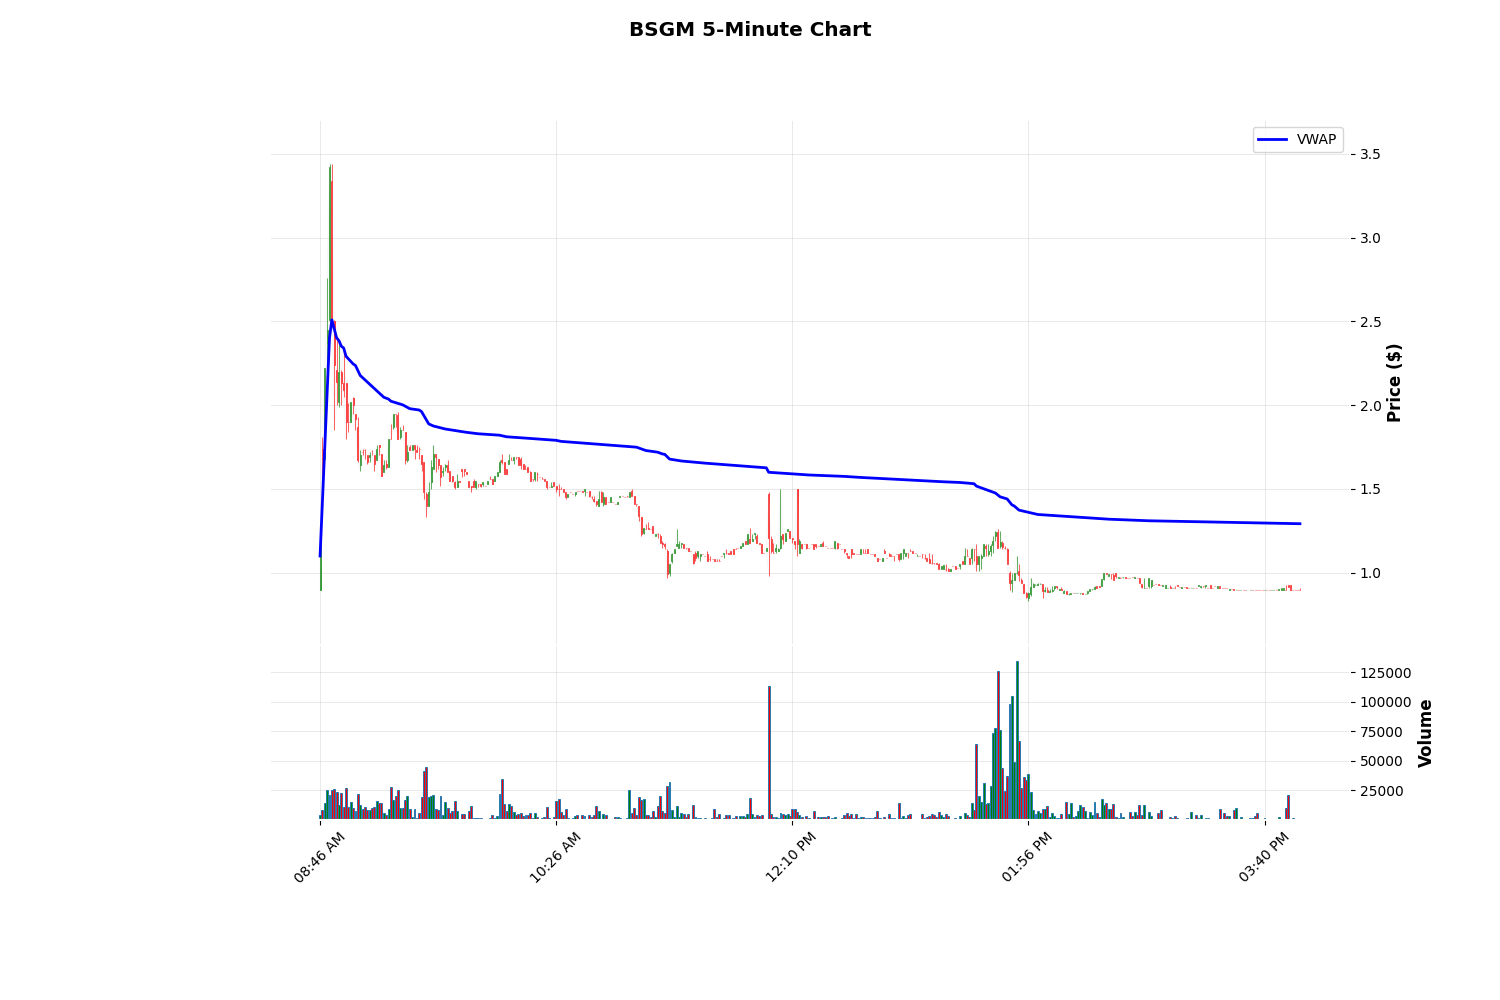 BSGM 5-Minute Chart
VWAP
3.5
3.0
2.5
2.0
1.5
1.0
Price ($)
125000
100000
75000
50000
25000
Volume
08:46 AM
10:26 AM
12:10 PM
01:56 PM
03:40 PM